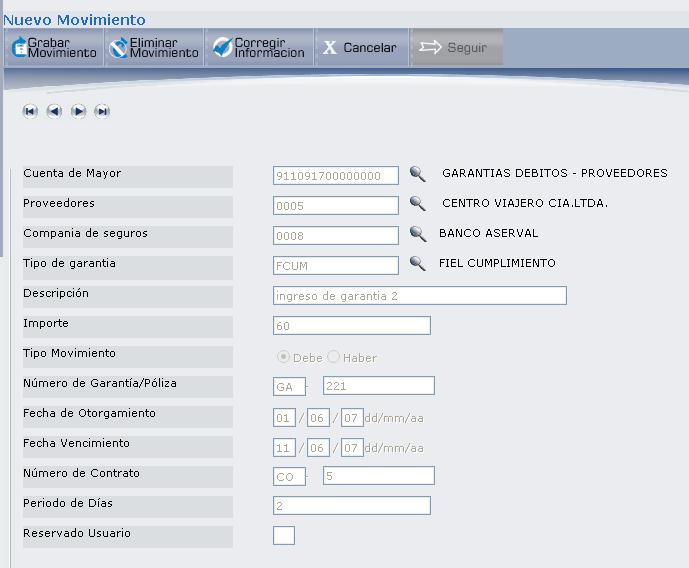 Nuevo Movimiento
Grabar Movimiento Eliminar Movimiento Corregir Informacion X Cancelar Seguir
Cuenta de Mayor 911091700000000 GARANTIAS DEBITOS - PROVEEDORES
Proveedores 0005 CENTRO VIAJERO CIA.LTDA.
Compania de seguros 0008 BANCO ASERVAL
Tipo de garantia FCUM FIEL CUMPLIMIENTO
Descripción ingreso de garantia 2
Importe 60
Tipo Movimiento Debe Haber
Número de Garantía/Póliza GA - 221
Fecha de Otorgamiento 01 / 06 / 07 dd/mm/aa
Fecha Vencimiento 11 / 06 / 07 dd/mm/aa
Número de Contrato CO - 5
Periodo de Días 2
Reservado Usuario